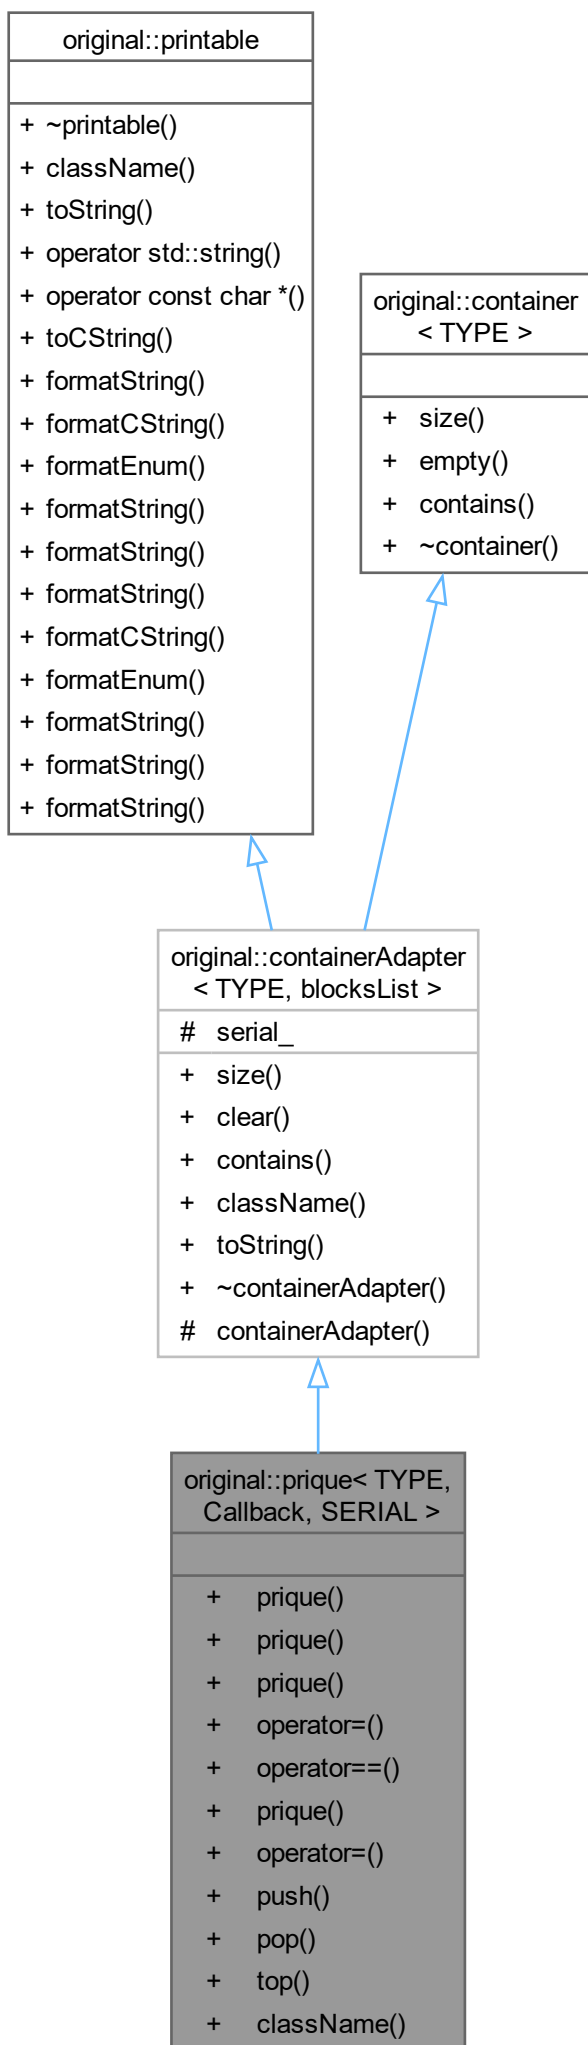 original::printable
+ ~printable()
+ className()
+ toString()
+ operator std::string()
+ operator const char *()
+ toCString()
+ formatString()
+ formatCString()
+ formatEnum()
+ formatString()
+ formatString()
+ formatString()
+ formatCString()
+ formatEnum()
+ formatString()
+ formatString()
+ formatString()
original::container
< TYPE >
+ size()
+ empty()
+ contains()
+ ~container()
original::containerAdapter
< TYPE, blocksList >
# serial_
+ size()
+ clear()
+ contains()
+ className()
+ toString()
+ ~containerAdapter()
# containerAdapter()
original::prique< TYPE,
Callback, SERIAL >
+ prique()
+ prique()
+ prique()
+ operator=()
+ operator==()
+ prique()
+ operator=()
+ push()
+ pop()
+ top()
+ className()